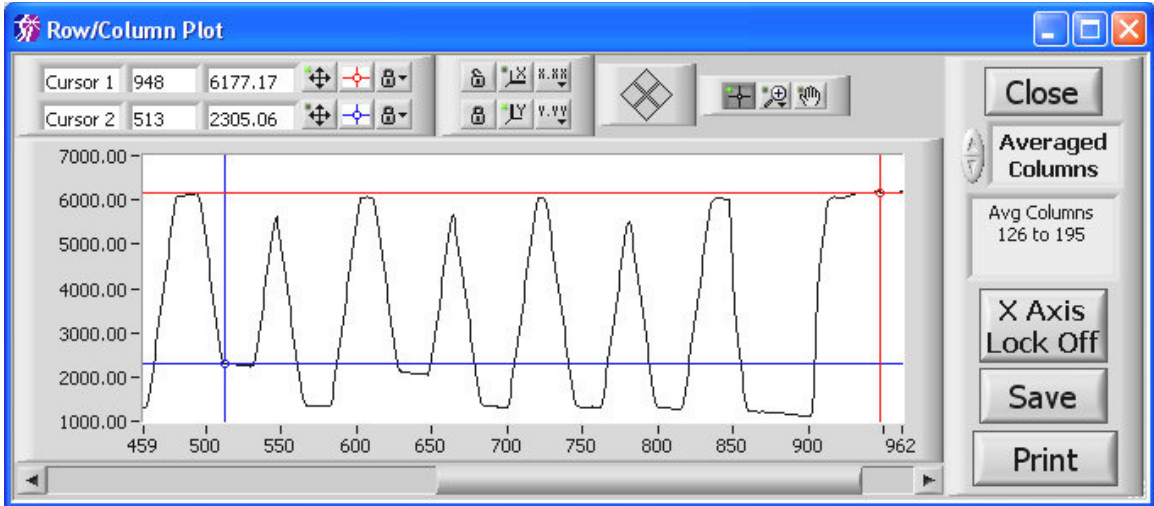 Row/Column Plot
Cursor 1 948 6177.17
Cursor 2 513 2305.06
X X.XX
Y Y.YY
Close
Averaged
Columns
Avg Columns
126 to 195
X Axis
Lock Off
Save
Print
7000.00
6000.00
5000.00
4000.00
3000.00
2000.00
1000.00
459 500 550 600 650 700 750 800 850 900 962